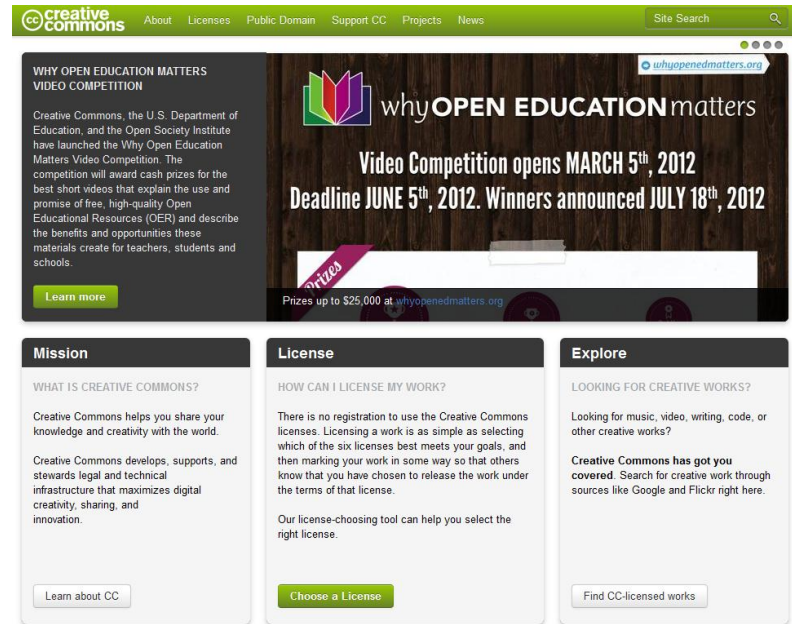 cc creative commons
About Licenses Public Domain Support CC Projects News
Site Search
WHY OPEN EDUCATION MATTERS
VIDEO COMPETITION
Creative Commons, the U.S. Department of
Education, and the Open Society Institute
have launched the Why Open Education
Matters Video Competition. The
competition will award cash prizes for the
best short videos that explain the use and
promise of free, high-quality Open
Educational Resources (OER) and describe
the benefits and opportunities these
materials create for teachers, students and
schools.
Learn more
whyopenedmatters.org
whyOPEN EDUCATIONmatters
Video Competition opens MARCH 5th, 2012
Deadline JUNE 5th, 2012. Winners announced JULY 18th, 2012
Prizes
Prizes up to $25,000 at whyopenedmatters.org
Mission
WHAT IS CREATIVE COMMONS?
Creative Commons helps you share your
knowledge and creativity with the world.
Creative Commons develops, supports, and
stewards legal and technical
infrastructure that maximizes digital
creativity, sharing, and
innovation.
Learn about CC
License
HOW CAN I LICENSE MY WORK?
There is no registration to use the Creative Commons
licenses. Licensing a work is as simple as selecting
which of the six licenses best meets your goals, and
then marking your work in some way so that others
know that you have chosen to release the work under
the terms of that license.
Our license-choosing tool can help you select the
right license.
Choose a License
Explore
LOOKING FOR CREATIVE WORKS?
Looking for music, video, writing, code, or
other creative works?
Creative Commons has got you
covered. Search for creative work through
sources like Google and Flickr right here.
Find CC-licensed works